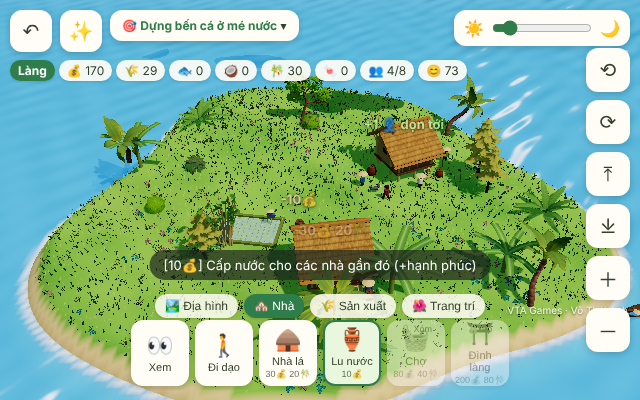 Dựng bến cá ở mé nước ▾
Làng 170 29 0 0 30 0 4/8 73
dọn tới
-10
-30 -20
[10💰] Cấp nước cho các nhà gần đó (+hạnh phúc)
Địa hình Nhà Sản xuất Trang trí
VTA Games - Võ
Xóm
Xem Đi dạo Nhà lá Lu nước Chợ Đình làng
30 20 10 80 40 200 80